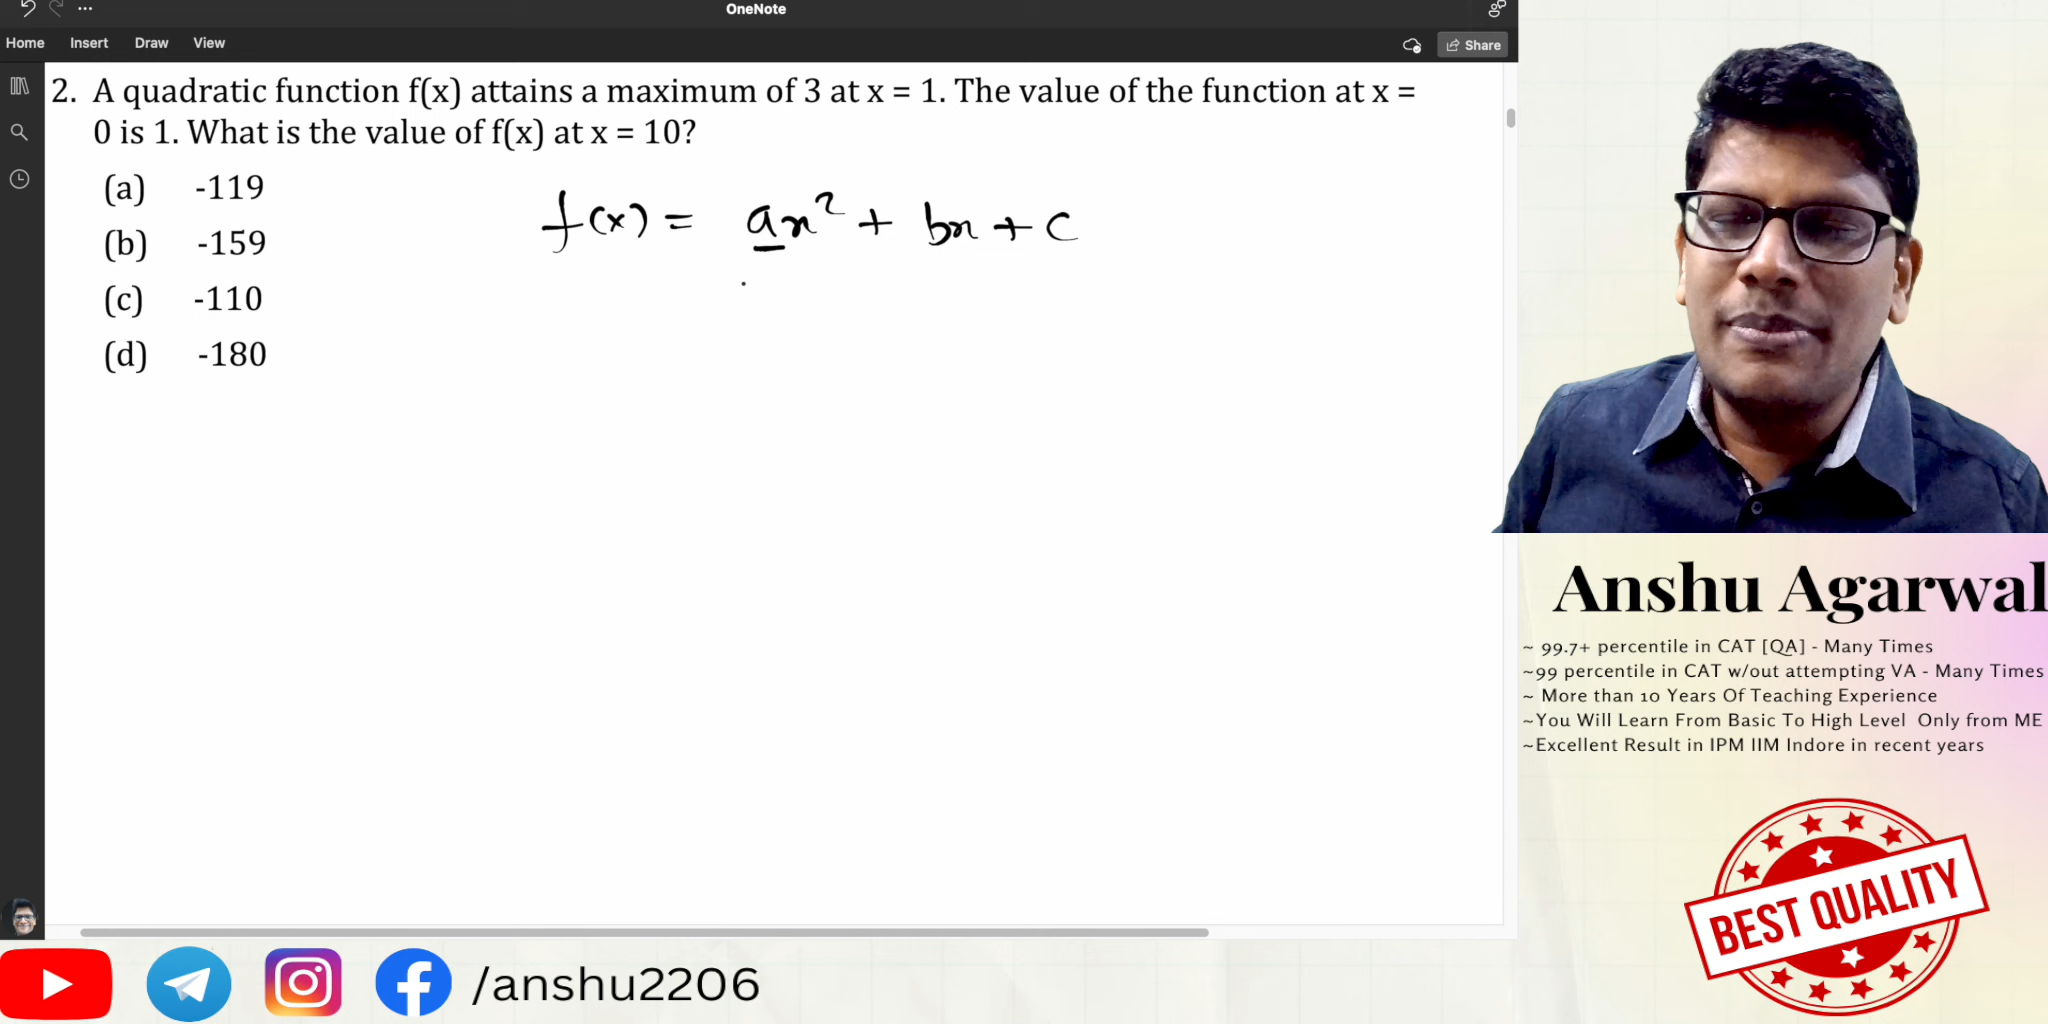 OneNote
Home Insert Draw View
Share
2. A quadratic function f(x) attains a maximum of 3 at x = 1. The value of the function at x =
0 is 1. What is the value of f(x) at x = 10?
(a) -119
(b) -159
(c) -110
(d) -180
f(x) = ax² + bx + c
Anshu Agarwal
~ 99.7+ percentile in CAT [QA] - Many Times
~99 percentile in CAT w/out attempting VA - Many Times
~ More than 10 Years Of Teaching Experience
~You Will Learn From Basic To High Level Only from ME
~Excellent Result in IPM IIM Indore in recent years
BEST QUALITY
/anshu2206